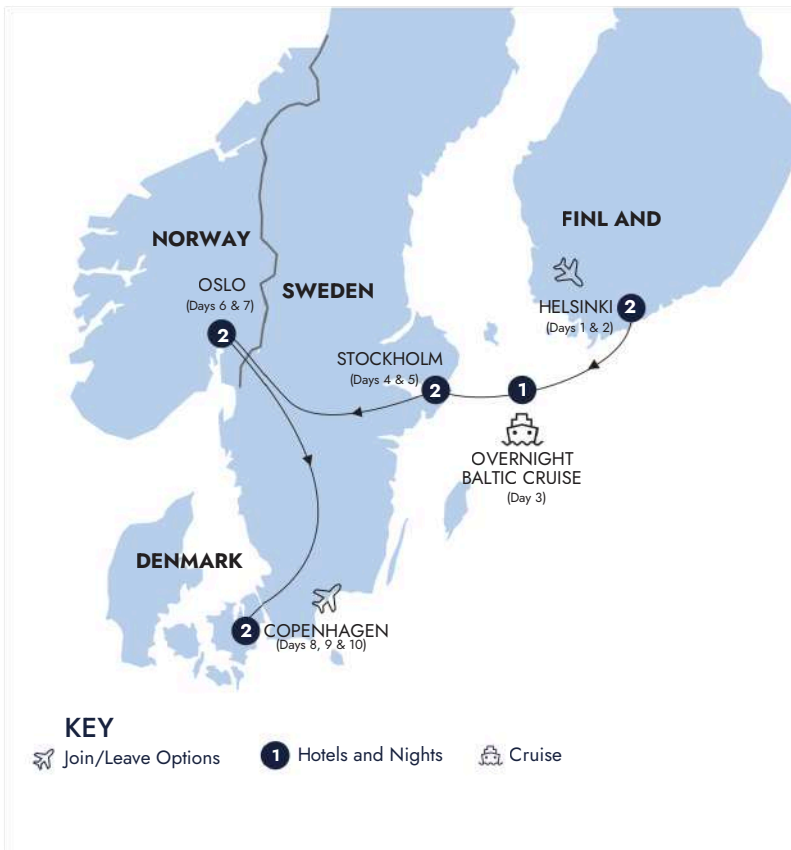 FINL AND
NORWAY
OSLO
(Days 6 & 7)
2
SWEDEN
HELSINKI
2
(Days 1 & 2)
STOCKHOLM
(Days 4 & 5)
2
1
OVERNIGHT
BALTIC CRUISE
(Day 3)
DENMARK
2
COPENHAGEN
(Days 8, 9 & 10)
KEY
Join/Leave Options
1
Hotels and Nights
Cruise